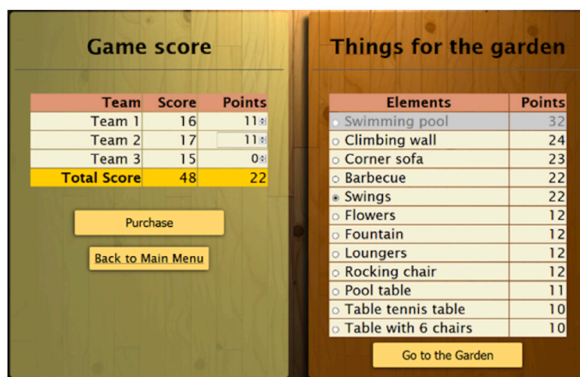 Game score
Team Score Points
Team 1 16 11
Team 2 17 11
Team 3 15 0
Total Score 48 22
Purchase
Back to Main Menu
Things for the garden
Elements Points
Swimming pool 32
Climbing wall 24
Corner sofa 23
Barbecue 22
Swings 22
Flowers 12
Fountain 12
Loungers 12
Rocking chair 12
Pool table 11
Table tennis table 10
Table with 6 chairs 10
Go to the Garden